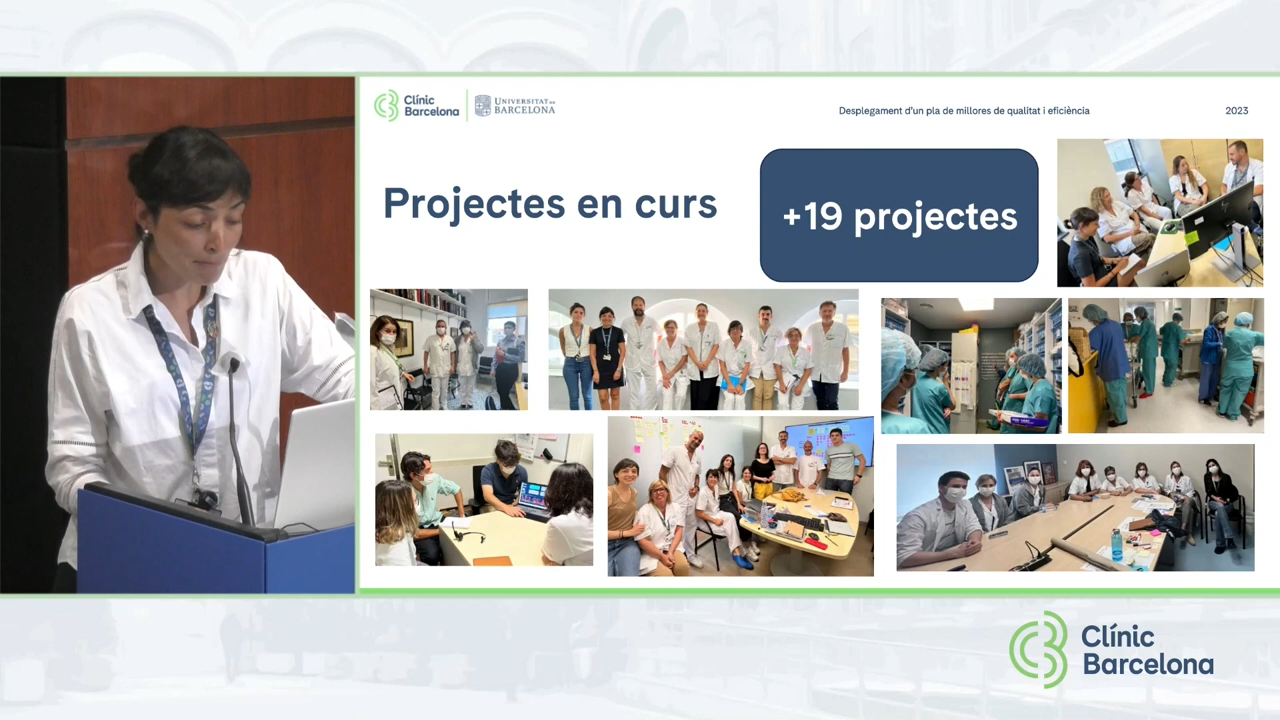 Clínic
Barcelona
UNIVERSITAT DE
BARCELONA
Desplegament d'un pla de millores de qualitat i eficiència
2023
Projectes en curs
+19 projectes
Clínic
Barcelona